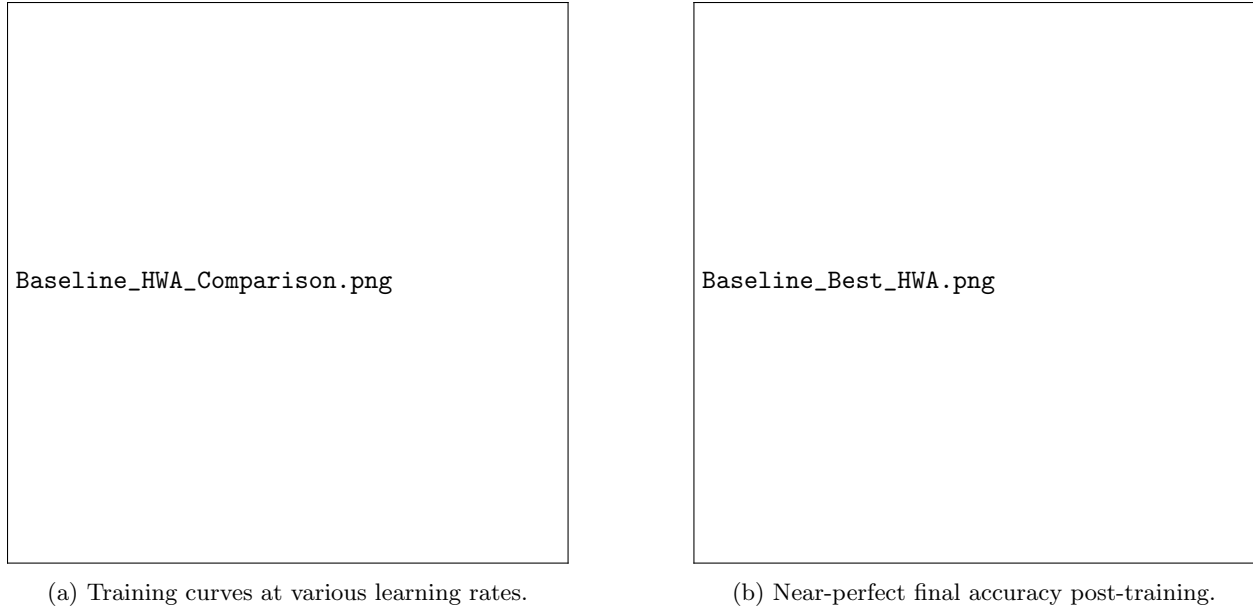 Baseline_HWA_Comparison.png
Baseline_Best_HWA.png
(a) Training curves at various learning rates.
(b) Near-perfect final accuracy post-training.